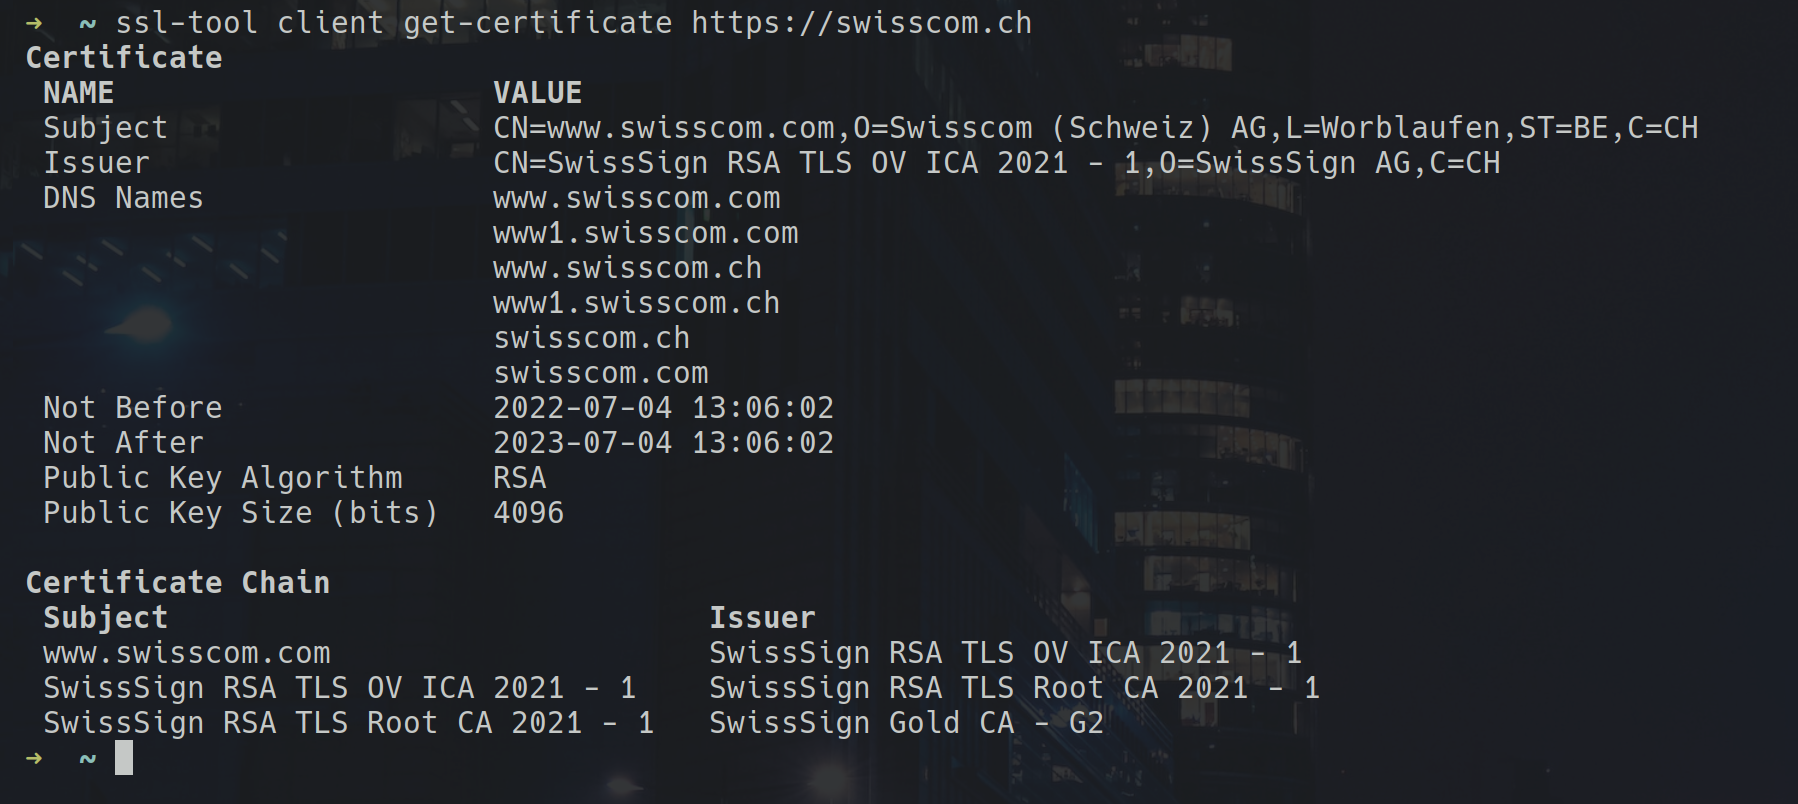 → ~ ssl-tool client get-certificate https://swisscom.ch
Certificate
NAME VALUE
Subject CN=www.swisscom.com,O=Swisscom (Schweiz) AG,L=Worblaufen,ST=BE,C=CH
Issuer CN=SwissSign RSA TLS OV ICA 2021 - 1,O=SwissSign AG,C=CH
DNS Names www.swisscom.com
www1.swisscom.com
www.swisscom.ch
www1.swisscom.ch
swisscom.ch
swisscom.com
Not Before 2022-07-04 13:06:02
Not After 2023-07-04 13:06:02
Public Key Algorithm RSA
Public Key Size (bits) 4096
Certificate Chain
Subject Issuer
www.swisscom.com SwissSign RSA TLS OV ICA 2021 - 1
SwissSign RSA TLS OV ICA 2021 - 1 SwissSign RSA TLS Root CA 2021 - 1
SwissSign RSA TLS Root CA 2021 - 1 SwissSign Gold CA - G2
→ ~